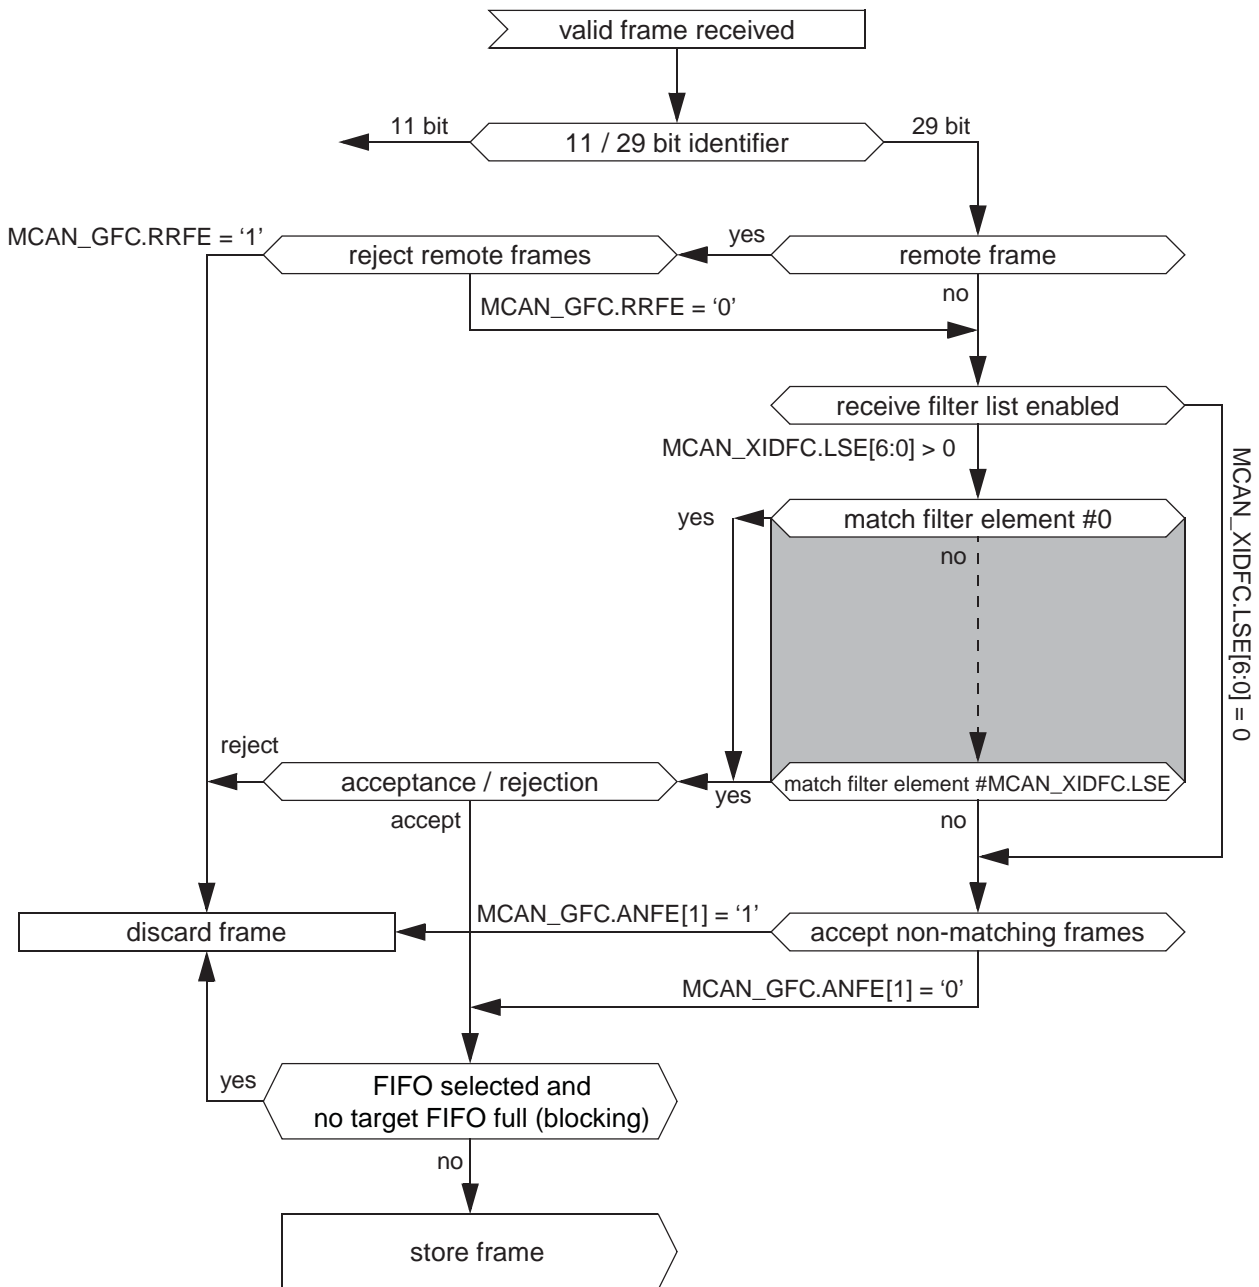 valid frame received
11 bit
11 / 29 bit identifier
29 bit
MCAN_GFC.RRFE = ‘1’
reject remote frames
yes
remote frame
MCAN_GFC.RRFE = ‘0’
no
receive filter list enabled
MCAN_XIDFC.LSE[6:0] > 0
MCAN_XIDFC.LSE[6:0] = 0
yes
match filter element #0
no
reject
acceptance / rejection
yes
match filter element #MCAN_XIDFC.LSE
accept
no
discard frame
MCAN_GFC.ANFE[1] = ‘1’
accept non-matching frames
MCAN_GFC.ANFE[1] = ‘0’
yes
FIFO selected and
no target FIFO full (blocking)
no
store frame